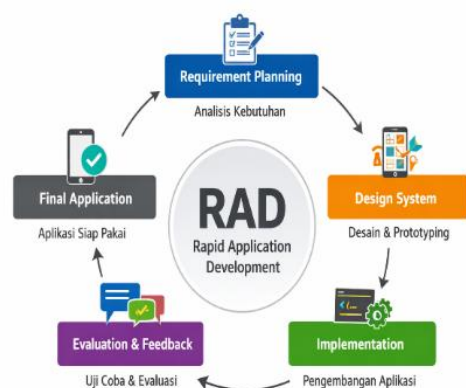 Requirement Planning
Analisis Kebutuhan
Design System
Desain & Prototyping
Implementation
Pengembangan Aplikasi
Evaluation & Feedback
Uji Coba & Evaluasi
Final Application
Aplikasi Siap Pakai
RAD
Rapid Application
Development